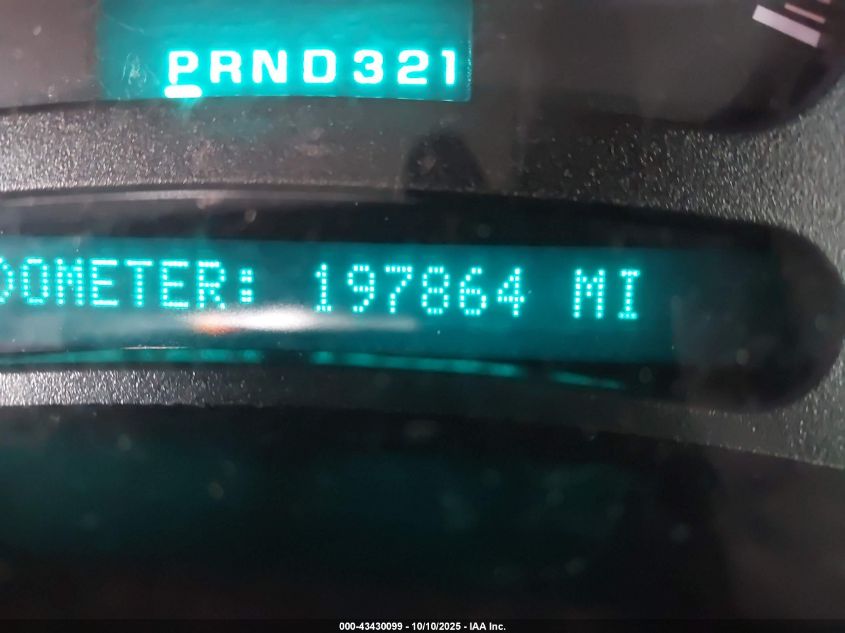 PRND321
DOMETER: 197864 MI
000-43430099 - 10/10/2025 - IAA Inc.